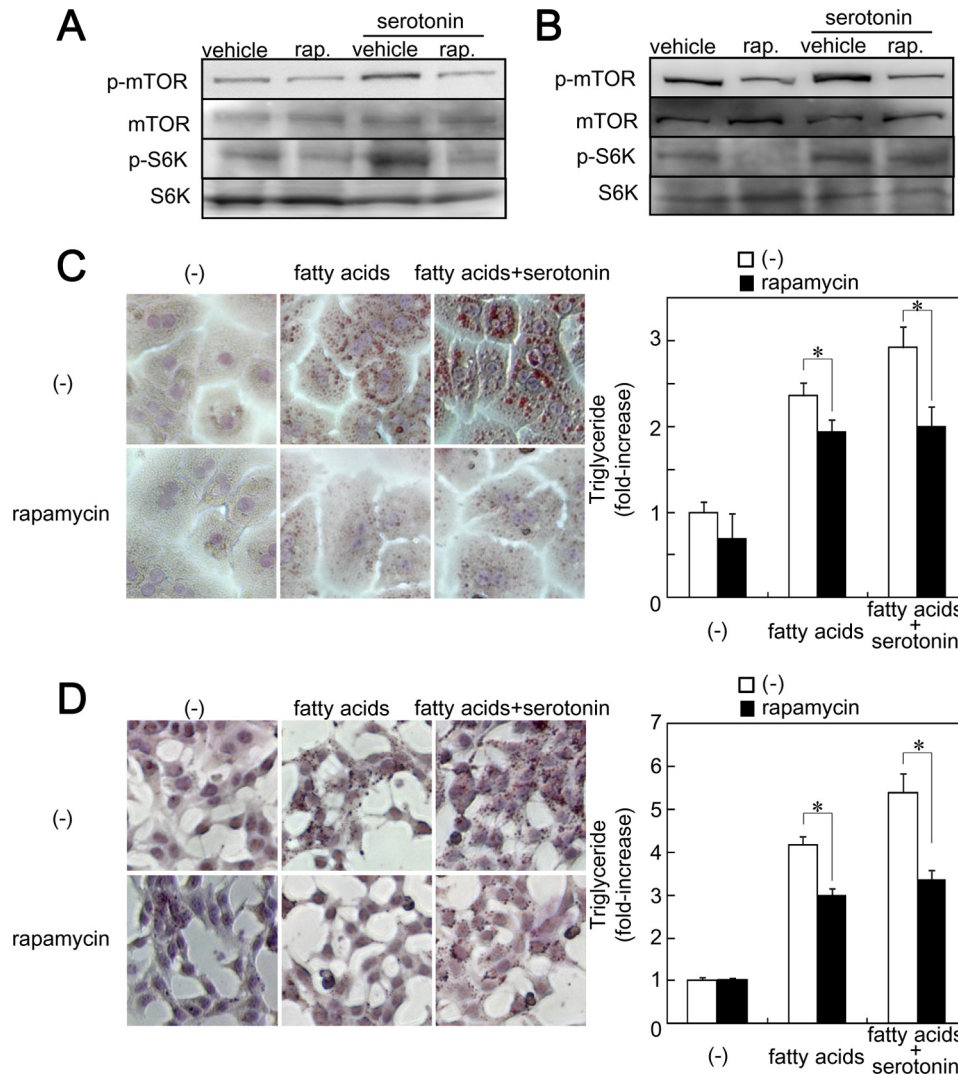 A
serotonin
vehicle rap. vehicle rap.
p-mTOR
mTOR
p-S6K
S6K
B
serotonin
vehicle rap. vehicle rap.
p-mTOR
mTOR
p-S6K
S6K
C
(-) fatty acids fatty acids+serotonin
(-)
rapamycin
(-)
rapamycin
Triglyceride
(fold-increase)
3
2
1
0
*
*
(-)
fatty acids
fatty acids
+
serotonin
D
(-) fatty acids fatty acids+serotonin
(-)
rapamycin
(-)
rapamycin
Triglyceride
(fold-increase)
7
6
5
4
3
2
1
0
*
*
(-)
fatty acids
fatty acids
+
serotonin